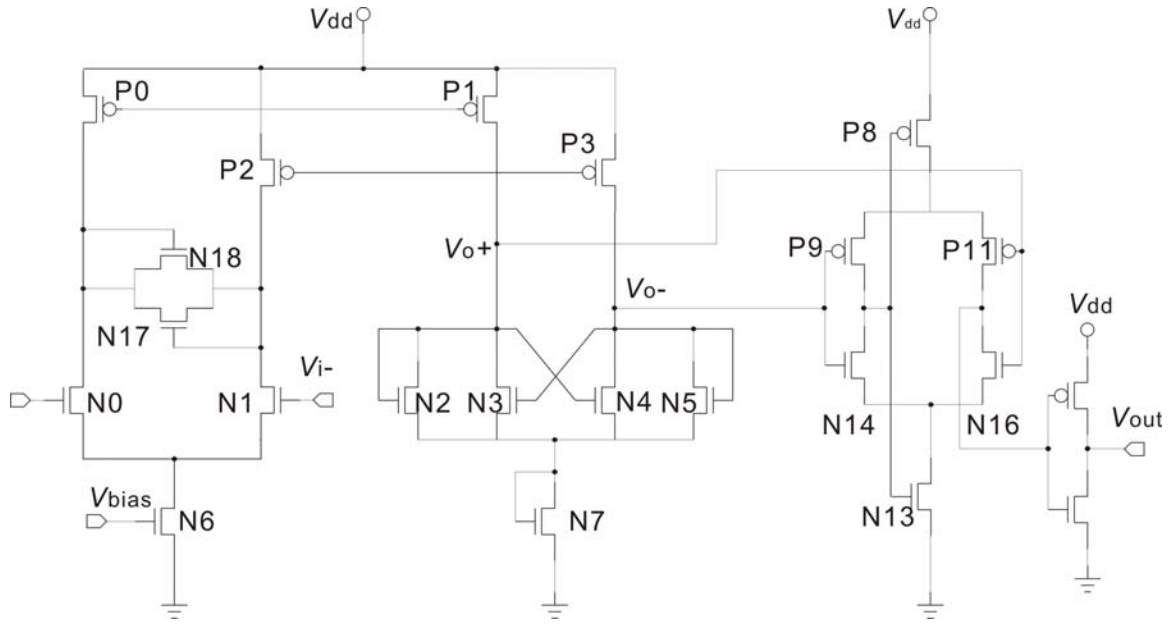 Vdd
Vdd
P0
P1
P8
P2
P3
N18
Vo+
P9
P11
Vo-
N17
Vdd
Vi-
N0
N1
N2
N3
N4
N5
N14
N16
Vout
Vbias
N6
N7
N13